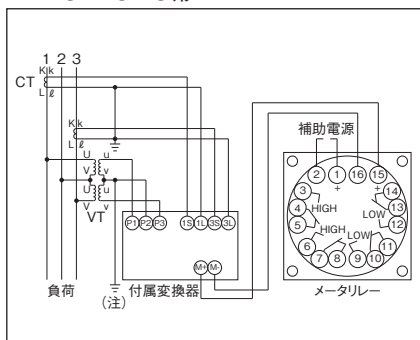 1 2 3
K k
CT
L ℓ
K k
L ℓ
U u
V v
U u
V v
VT
P1 P2 P3 1S 1L 3S 3L
M+ M-
負荷
(注)
付属変換器
補助電源
2 1 16 15
+ +
3 14
HIGH
4 13
LOW
5 12
HIGH LOW
6 11
7 8 9 10
メータリレー